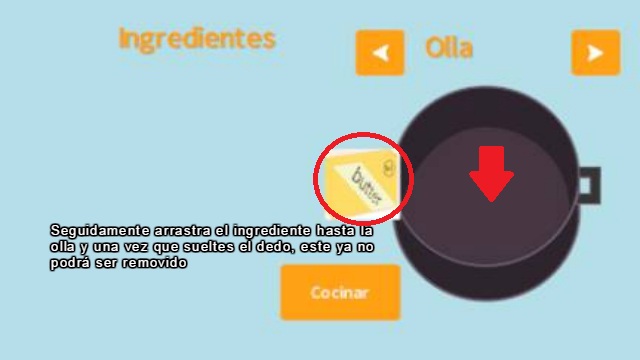 Ingredientes
Olla
butter
Seguidamente arrastra el ingrediente hasta la
olla y una vez que sueltes el dedo, este ya no
podrá ser removido
Cocinar